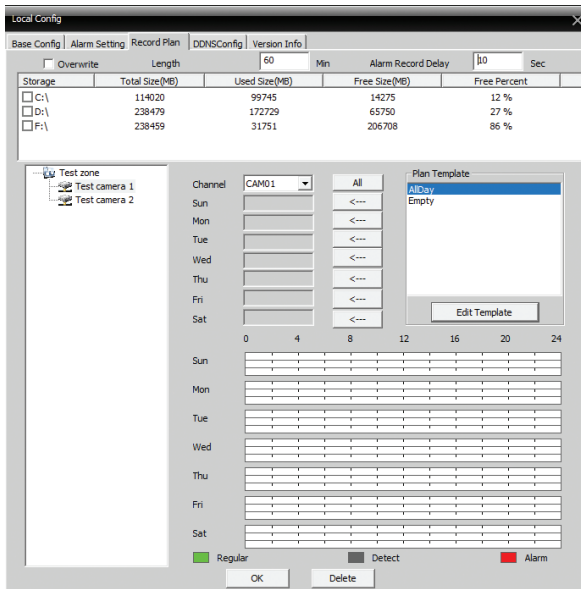 Local Config
Base Config Alarm Setting Record Plan DDNSConfig Version Info
Overwrite Length 60 Min Alarm Record Delay 10 Sec
Storage Total Size(MB) Used Size(MB) Free Size(MB) Free Percent
C:\ 114020 99745 14275 12 %
D:\ 238479 172729 65750 27 %
F:\ 238459 31751 206708 86 %
Test zone
Test camera 1
Test camera 2
Channel CAM01 All
Sun <---
Mon <---
Tue <---
Wed <---
Thu <---
Fri <---
Sat <---
Plan Template
AllDay
Empty
Edit Template
0 4 8 12 16 20 24
Sun
Mon
Tue
Wed
Thu
Fri
Sat
Regular Detect Alarm
OK Delete